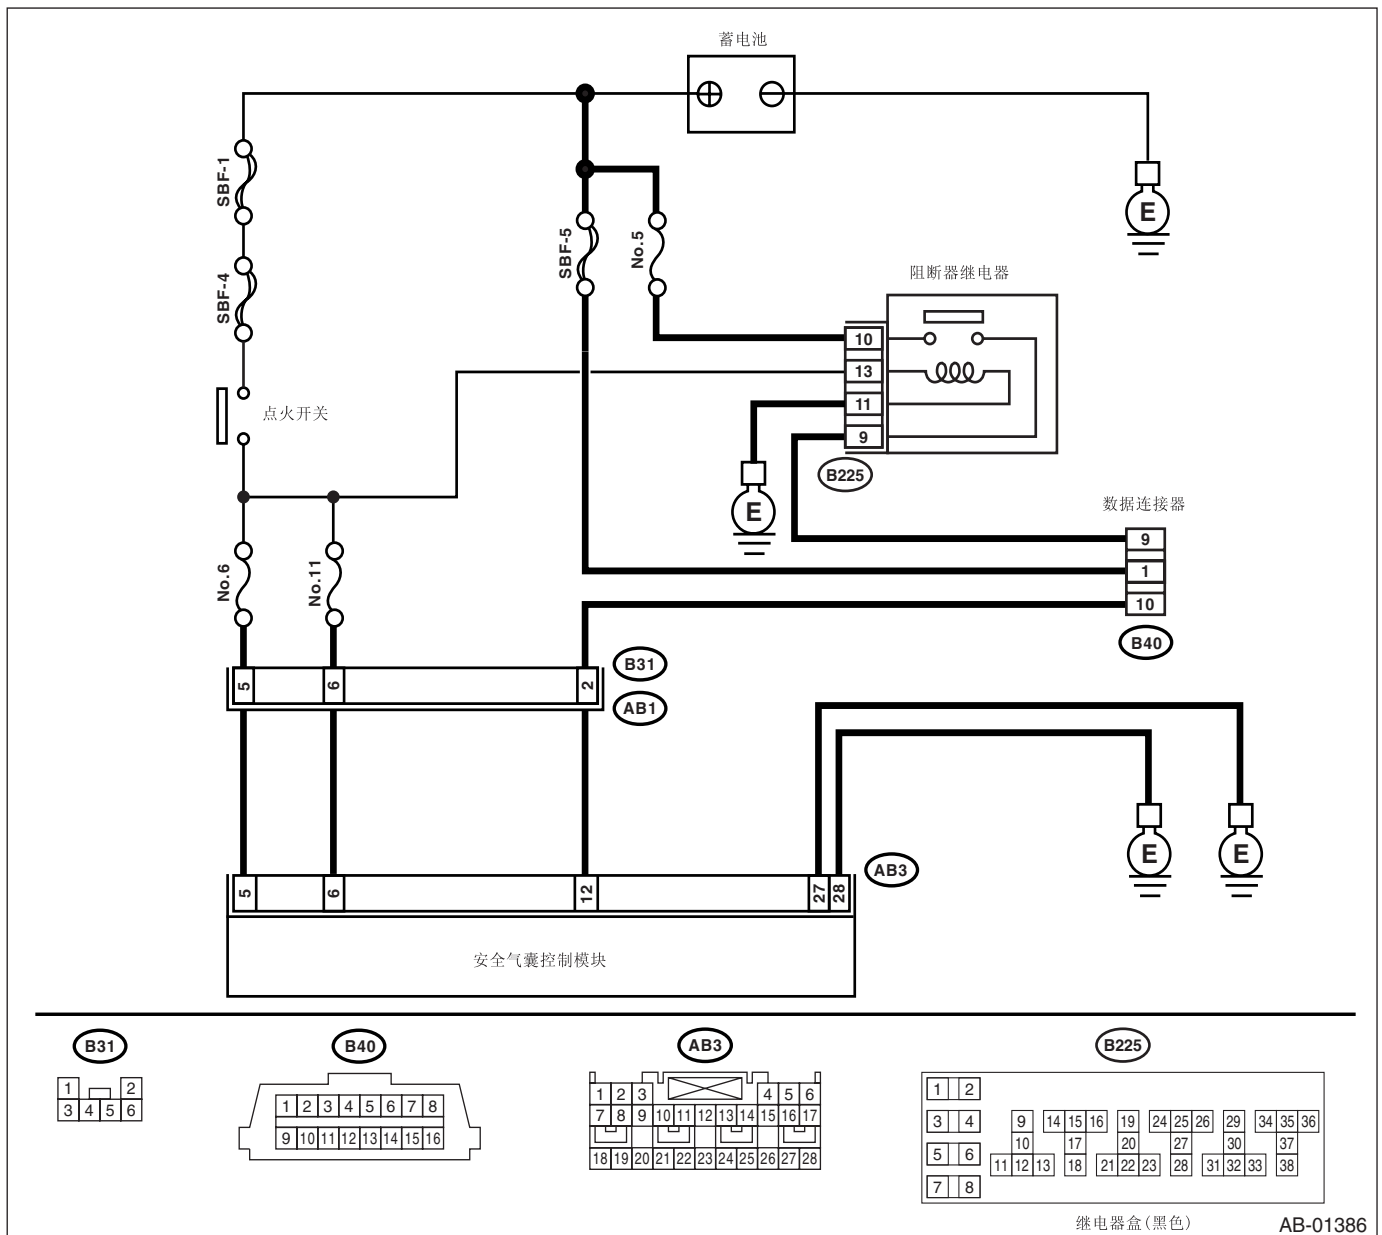 蓄电池
SBF-1
E
SBF-5
No.5
SBF-4
阻断器继电器
10
13
11
9
点火开关
B225
E
数据连接器
9
1
10
No.6
No.11
B40
5
6
2
B31
AB1
E
E
AB3
5
6
12
27
28
安全气囊控制模块
B31
B40
AB3
B225
1 2
3 4 5 6
1 2 3 4 5 6 7 8
9 10 11 12 13 14 15 16
1 2 3 4 5 6
7 8 9 10 11 12 13 14 15 16 17
18 19 20 21 22 23 24 25 26 27 28
1 2
3 4 9 14 15 16 19 24 25 26 29 34 35 36
10 17 20 27 30 37
5 6 11 12 13 18 21 22 23 28 31 32 33 38
7 8
继电器盒(黑色)
AB-01386